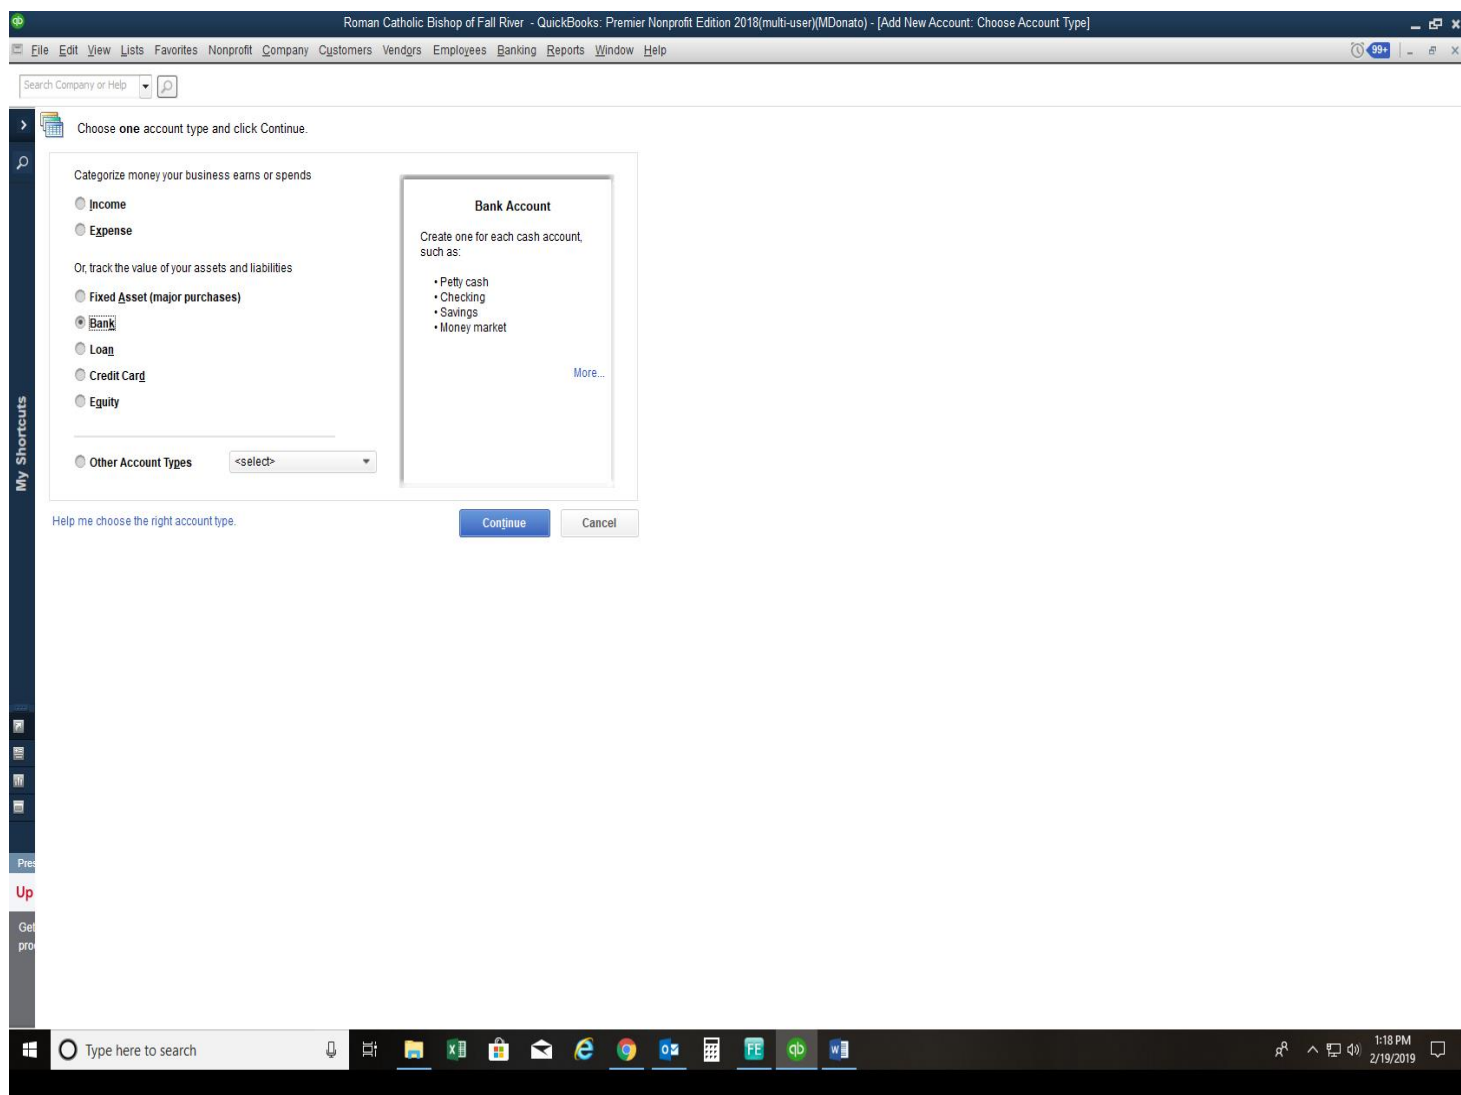 qb
Roman Catholic Bishop of Fall River - QuickBooks: Premier Nonprofit Edition 2018(multi-user)(MDonato) - [Add New Account: Choose Account Type]
File Edit View Lists Favorites Nonprofit Company Customers Vendors Employees Banking Reports Window Help
99+
Search Company or Help
Choose one account type and click Continue.
Categorize money your business earns or spends
Income
Expense
Or, track the value of your assets and liabilities
Fixed Asset (major purchases)
Bank
Loan
Credit Card
Equity
Other Account Types <select>
Bank Account
Create one for each cash account,
such as:
• Petty cash
• Checking
• Savings
• Money market
More...
Help me choose the right account type.
Continue Cancel
My Shortcuts
Pres
Up
Get
pro
Type here to search
FE
qb
1:18 PM
2/19/2019